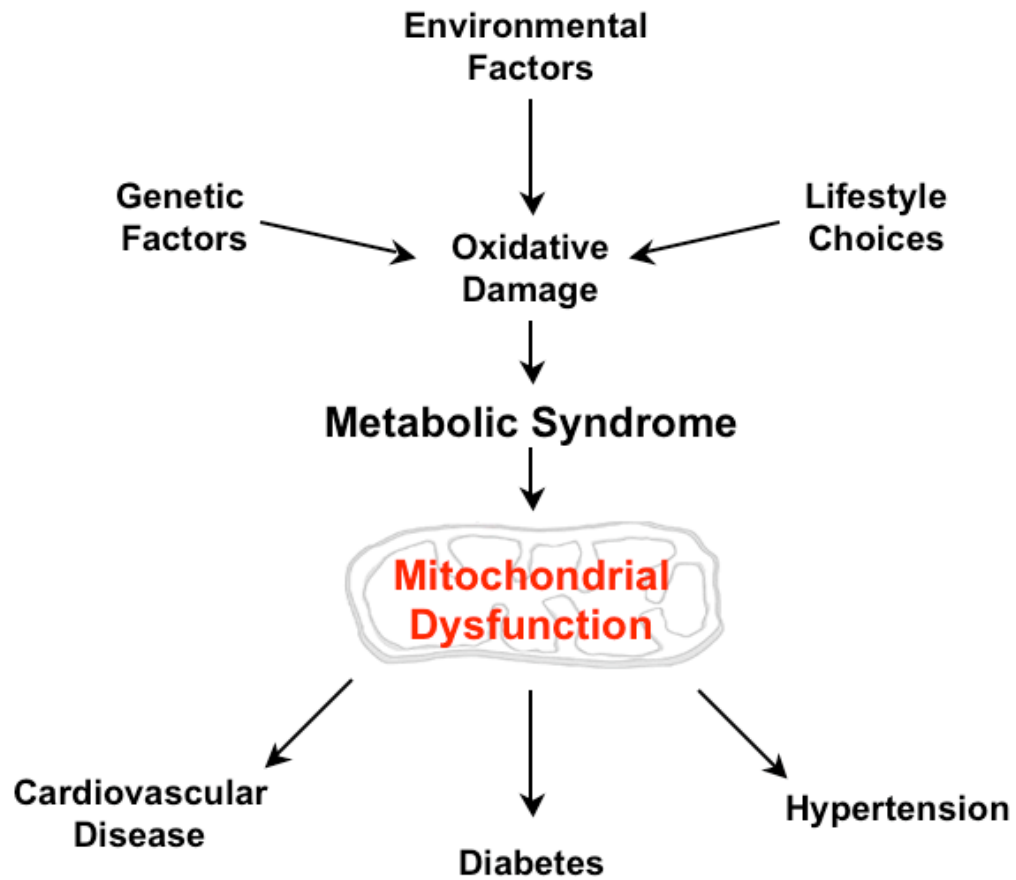 Environmental
Factors
Genetic
Factors
Lifestyle
Choices
Oxidative
Damage
Metabolic Syndrome
Mitochondrial
Dysfunction
Cardiovascular
Disease
Hypertension
Diabetes